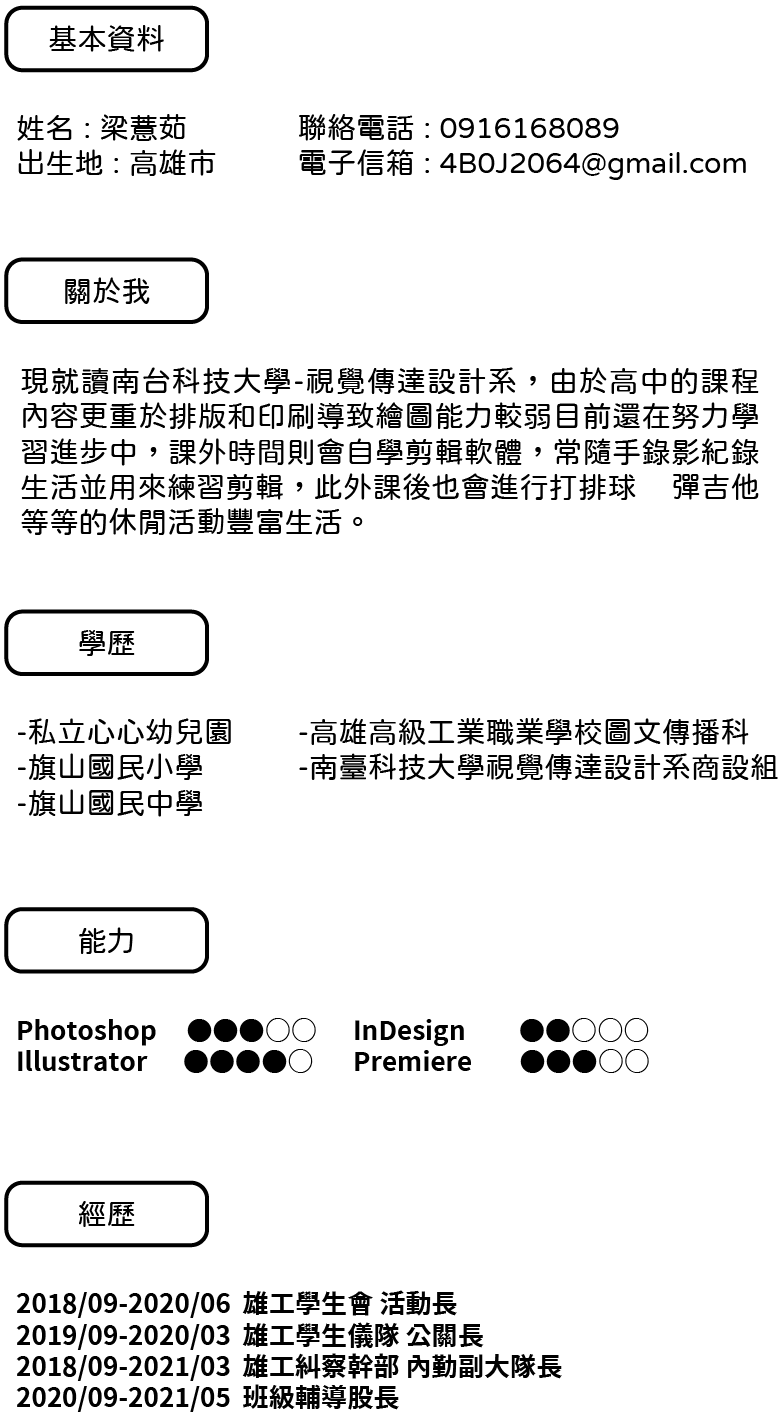 基本資料
姓名 : 梁薏茹
聯絡電話 : 0916168089
出生地 : 高雄市
電子信箱 : 4B0J2064@gmail.com
關於我
現就讀南台科技大學-視覺傳達設計系，由於高中的課程
內容更重於排版和印刷導致繪圖能力較弱目前還在努力學
習進步中，課外時間則會自學剪輯軟體，常隨手錄影紀錄
生活並用來練習剪輯，此外課後也會進行打排球　彈吉他
等等的休閒活動豐富生活。
學歷
-私立心心幼兒園
-旗山國民小學
-旗山國民中學
-高雄高級工業職業學校圖文傳播科
-南臺科技大學視覺傳達設計系商設組
能力
Photoshop ●●●○○
Illustrator ●●●●○
InDesign ●●○○○
Premiere ●●●○○
經歷
2018/09-2020/06 雄工學生會 活動長
2019/09-2020/03 雄工學生儀隊 公關長
2018/09-2021/03 雄工糾察幹部 內勤副大隊長
2020/09-2021/05 班級輔導股長